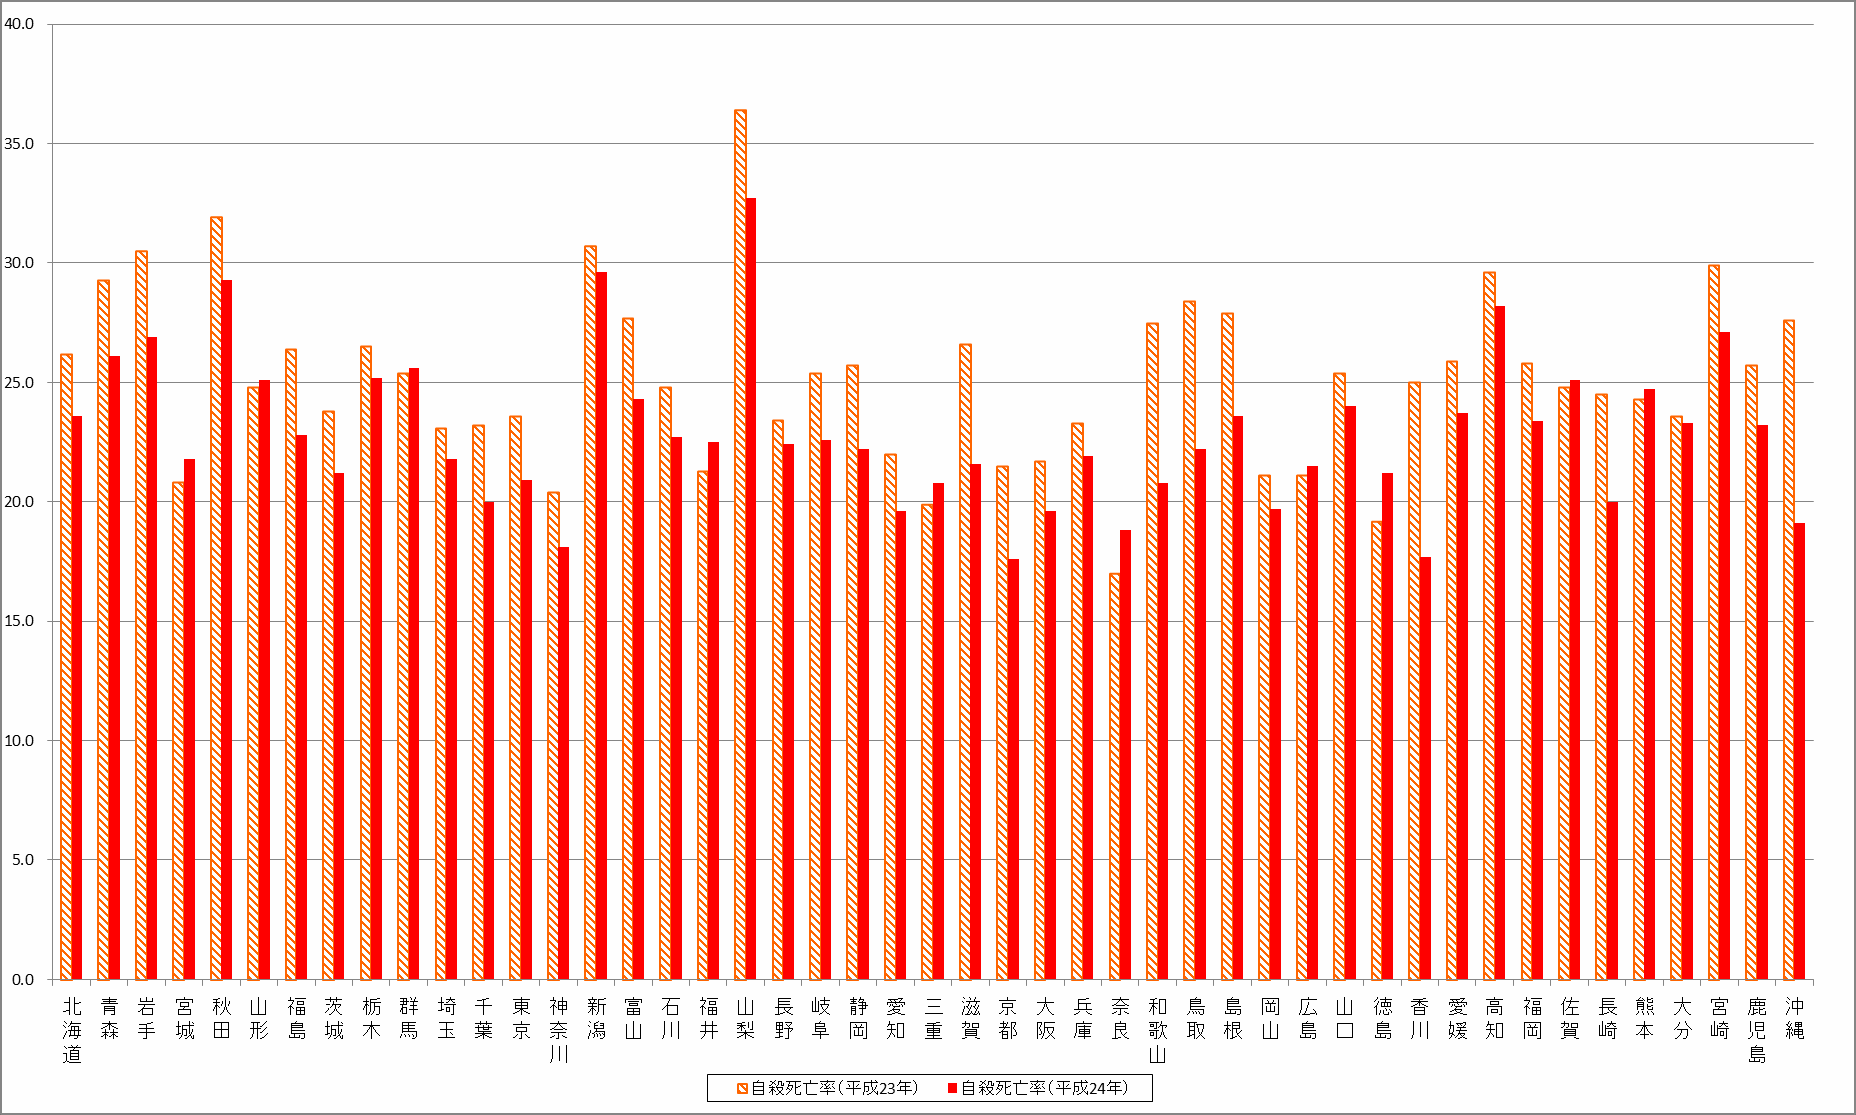 40.0
35.0
30.0
25.0
20.0
15.0
10.0
5.0
0.0
北海道
青森
岩手
宮城
秋田
山形
福島
茨城
栃木
群馬
埼玉
千葉
東京
神奈川
新潟
富山
石川
福井
山梨
長野
岐阜
静岡
愛知
三重
滋賀
京都
大阪
兵庫
奈良
和歌山
鳥取
島根
岡山
広島
山口
徳島
香川
愛媛
高知
福岡
佐賀
長崎
熊本
大分
宮崎
鹿児島
沖縄
自殺死亡率(平成23年) 自殺死亡率(平成24年)